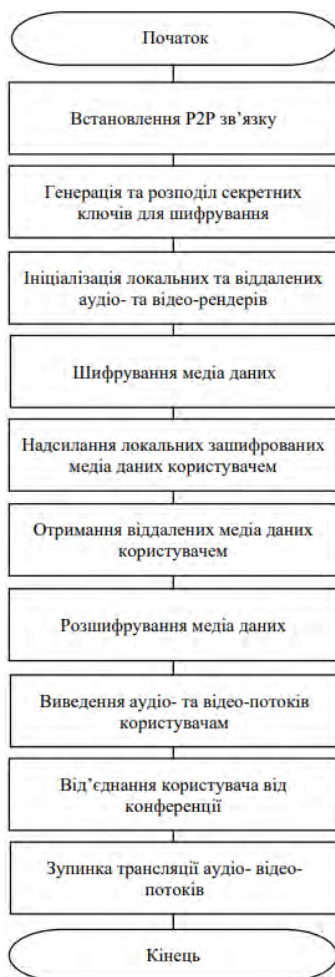 Початок
Встановлення P2P зв’язку
Генерація та розподіл секретних
ключів для шифрування
Ініціалізація локальних та віддалених
аудіо- та відео-рендерів
Шифрування медіа даних
Надсилання локальних зашифрованих
медіа даних користувачем
Отримання віддалених медіа даних
користувачем
Розшифрування медіа даних
Виведення аудіо- та відео-потоків
користувачам
Від’єднання користувача від
конференції
Зупинка трансляції аудіо- відео-
потоків
Кінець